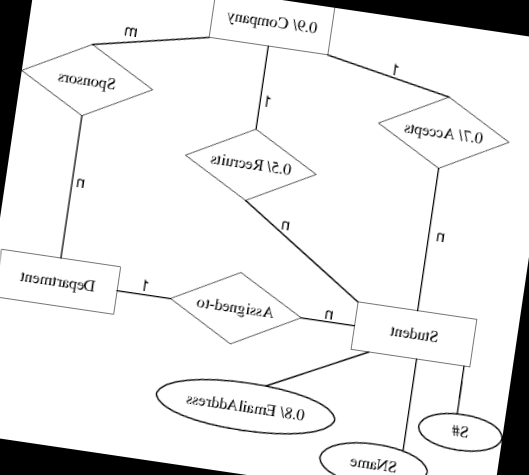 0.9/ Company
m
1
Sponsors
1
0.7/ Accepts
0.5/ Recruits
n
n
n
Department
1
Assigned-to
n
Student
0.8/ EmailAddress
S#
SName